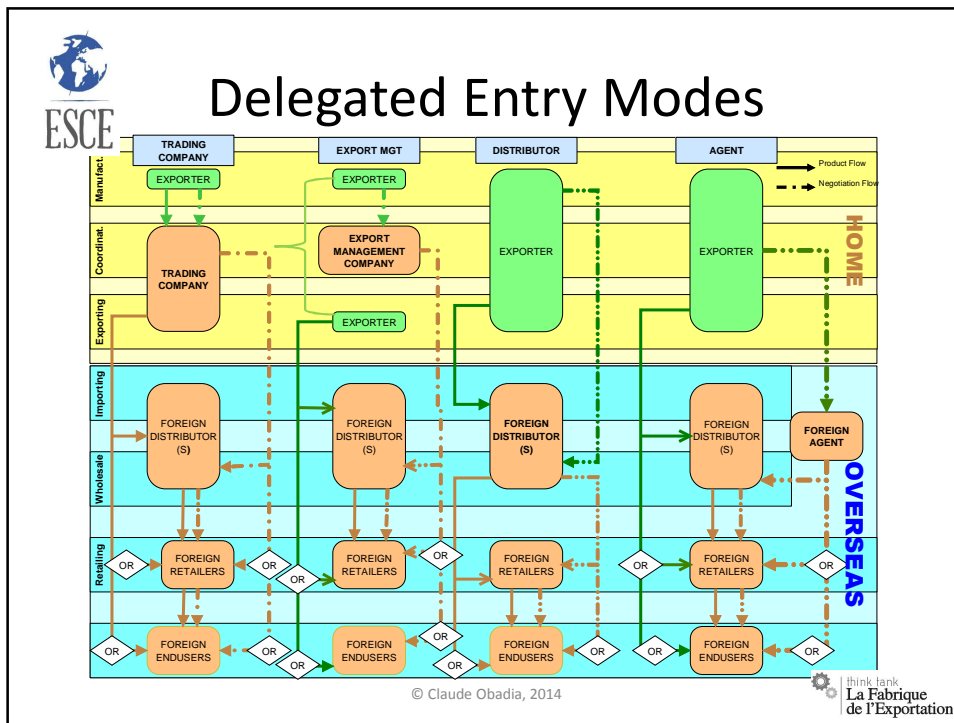 ESCE
Delegated Entry Modes
TRADING
COMPANY
EXPORT MGT
DISTRIBUTOR
AGENT
Manufact.
EXPORTER
EXPORTER
Product Flow
Negotiation Flow
HOME
Coordinat.
TRADING
COMPANY
EXPORT
MANAGEMENT
COMPANY
EXPORTER
EXPORTER
Exporting
EXPORTER
Importing
FOREIGN
DISTRIBUTOR
(S)
FOREIGN
DISTRIBUTOR
(S)
FOREIGN
DISTRIBUTOR
(S)
FOREIGN
DISTRIBUTOR
(S)
FOREIGN
AGENT
Wholesale
OVERSEAS
Retailing
OR
FOREIGN
RETAILERS
OR
OR
FOREIGN
RETAILERS
OR
FOREIGN
RETAILERS
OR
FOREIGN
RETAILERS
OR
OR
FOREIGN
ENDUSERS
OR
OR
FOREIGN
ENDUSERS
OR
OR
FOREIGN
ENDUSERS
OR
OR
FOREIGN
ENDUSERS
OR
© Claude Obadia, 2014
think tank
La Fabrique
de l'Exportation